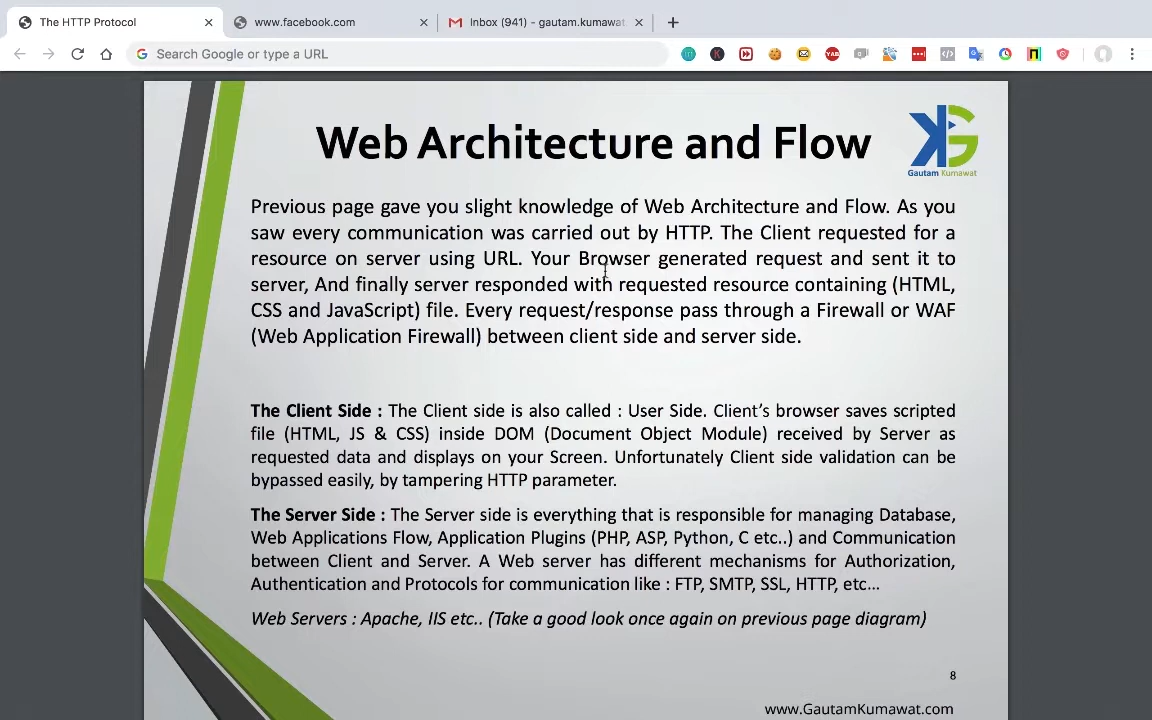 The HTTP Protocol
www.facebook.com
Inbox (941) - gautam.kumawat
Search Google or type a URL
YAB
Web Architecture and Flow
KG
Gautam Kumawat
Previous page gave you slight knowledge of Web Architecture and Flow. As you
saw every communication was carried out by HTTP. The Client requested for a
resource on server using URL. Your Browser generated request and sent it to
server, And finally server responded with requested resource containing (HTML,
CSS and JavaScript) file. Every request/response pass through a Firewall or WAF
(Web Application Firewall) between client side and server side.
The Client Side : The Client side is also called : User Side. Client’s browser saves scripted
file (HTML, JS & CSS) inside DOM (Document Object Module) received by Server as
requested data and displays on your Screen. Unfortunately Client side validation can be
bypassed easily, by tampering HTTP parameter.
The Server Side : The Server side is everything that is responsible for managing Database,
Web Applications Flow, Application Plugins (PHP, ASP, Python, C etc..) and Communication
between Client and Server. A Web server has different mechanisms for Authorization,
Authentication and Protocols for communication like : FTP, SMTP, SSL, HTTP, etc...
Web Servers : Apache, IIS etc.. (Take a good look once again on previous page diagram)
8
www.GautamKumawat.com